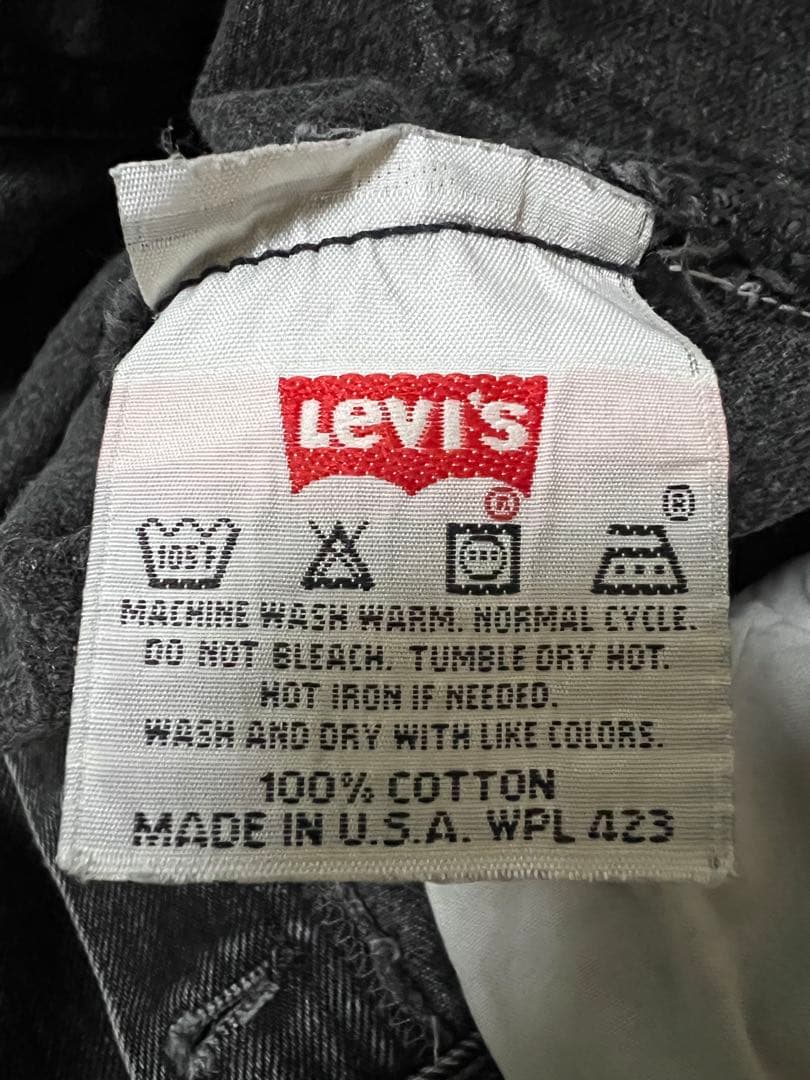 LEVI'S
®
®
105F
MACHINE WASH WARM. NORMAL CYCLE.
DO NOT BLEACH. TUMBLE DRY HOT.
HOT IRON IF NEEDED.
WASH AND DRY WITH LIKE COLORS.
100% COTTON
MADE IN U.S.A. WPL 423